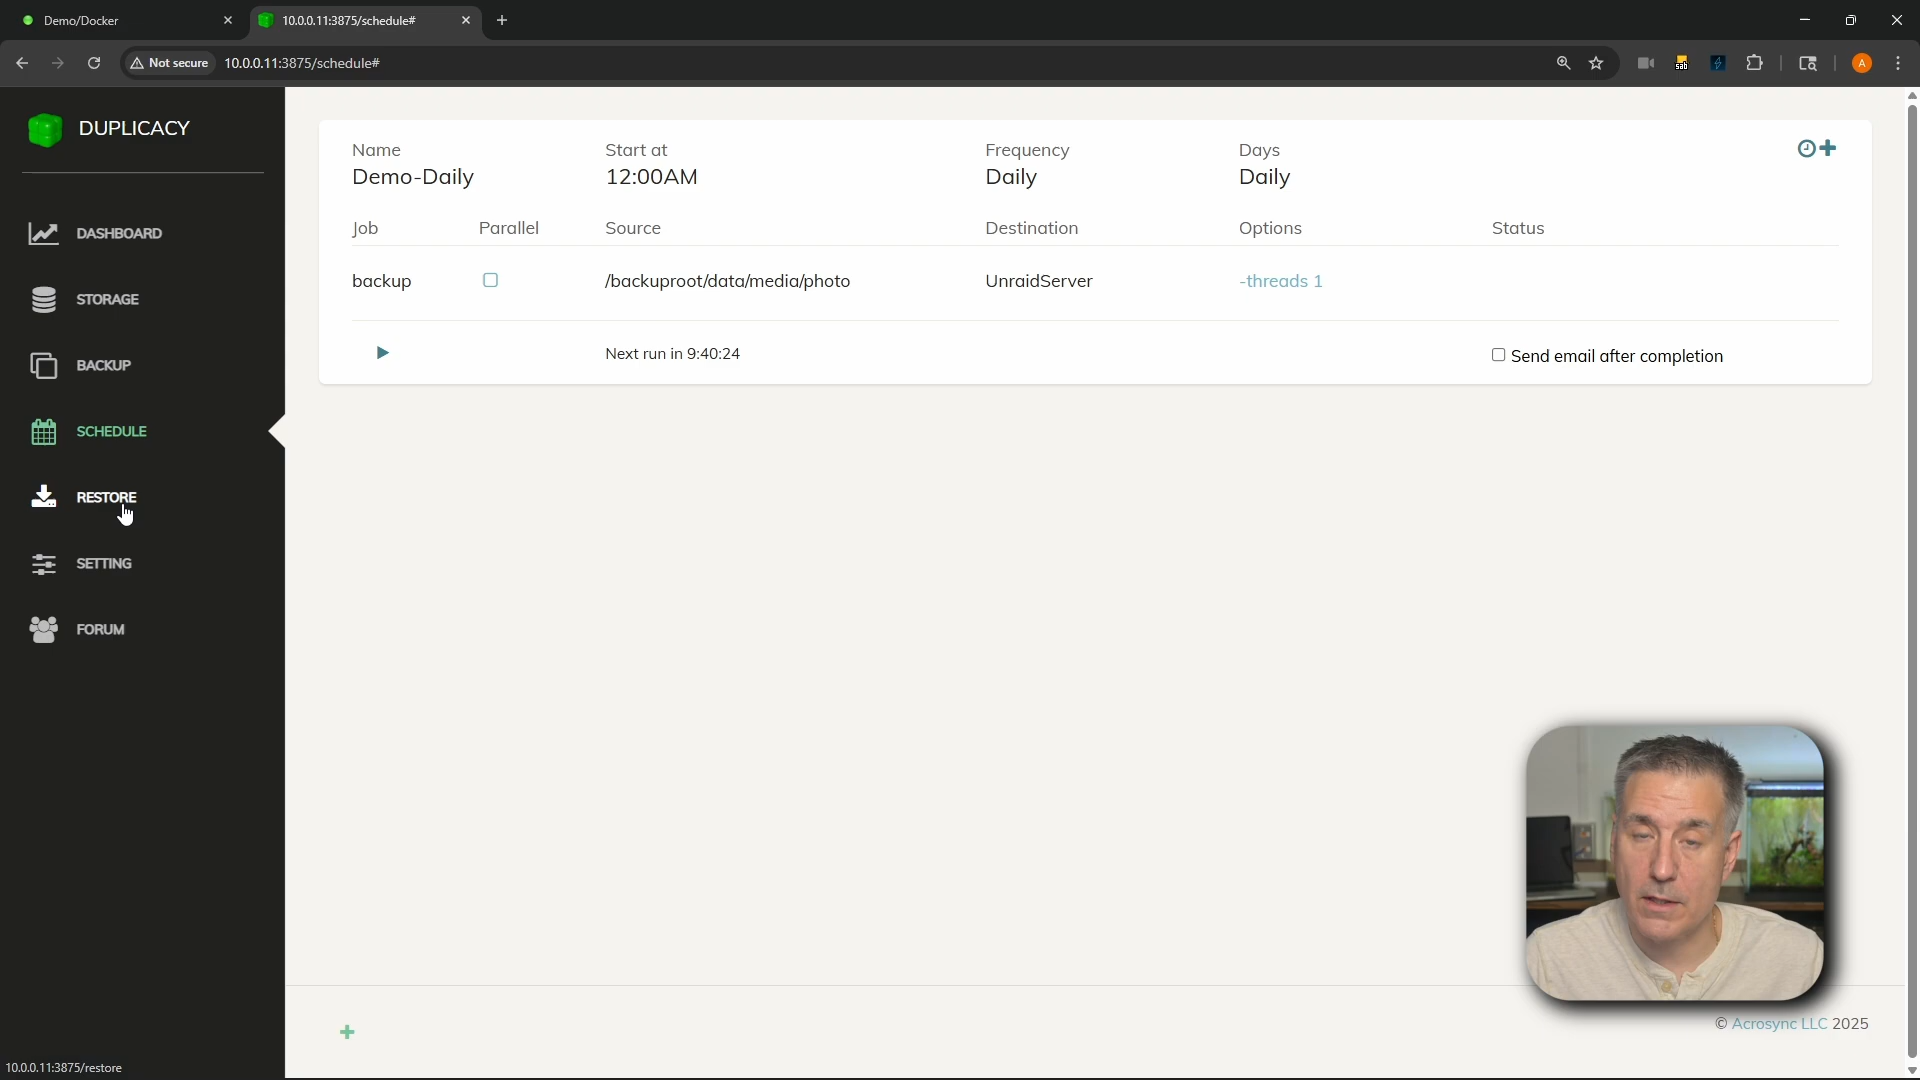 Demo/Docker
10.0.0.11:3875/schedule#
Not secure
10.0.0.11:3875/schedule#
sab
A
DUPLICACY
DASHBOARD
STORAGE
BACKUP
SCHEDULE
RESTORE
SETTING
FORUM
Name
Start at
Frequency
Days
Demo-Daily
12:00AM
Daily
Daily
Job
Parallel
Source
Destination
Options
Status
backup
/backuproot/data/media/photo
UnraidServer
-threads 1
Next run in 9:40:24
Send email after completion
© Acrosync LLC 2025
10.0.0.11:3875/restore